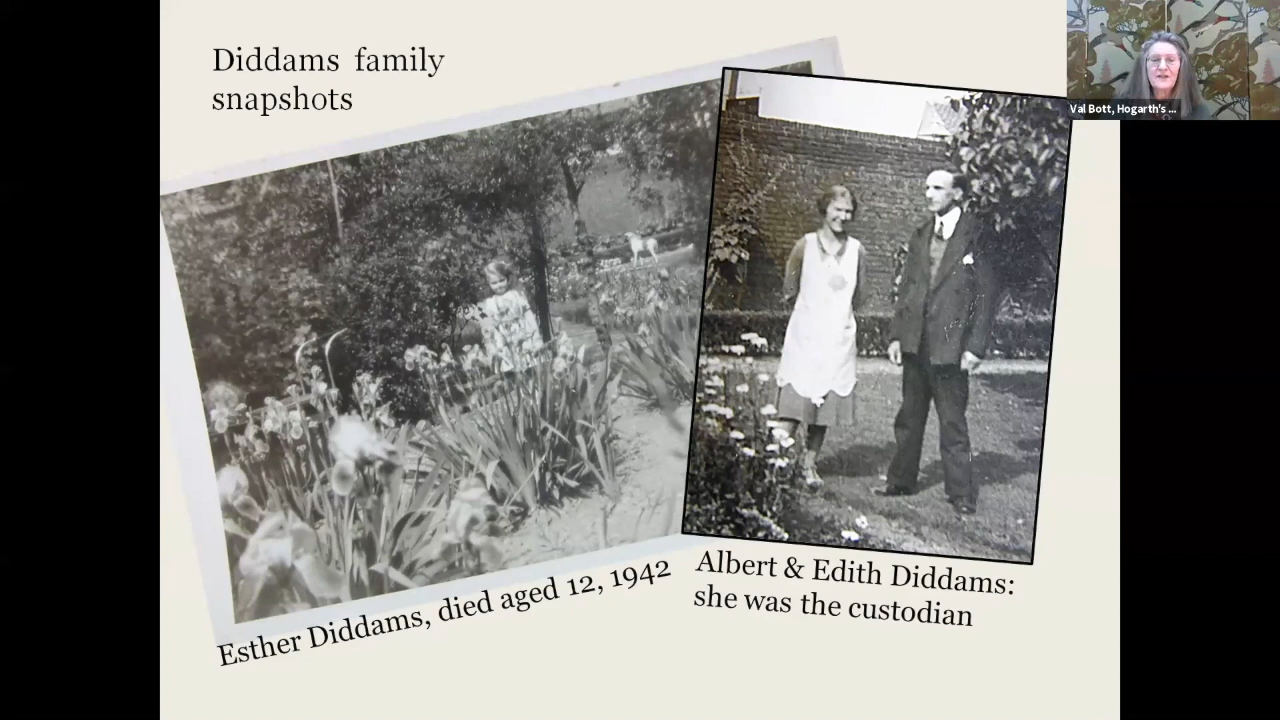 Diddams family
snapshots
Val Bott, Hogarth's ...
Esther Diddams, died aged 12, 1942
Albert & Edith Diddams:
she was the custodian